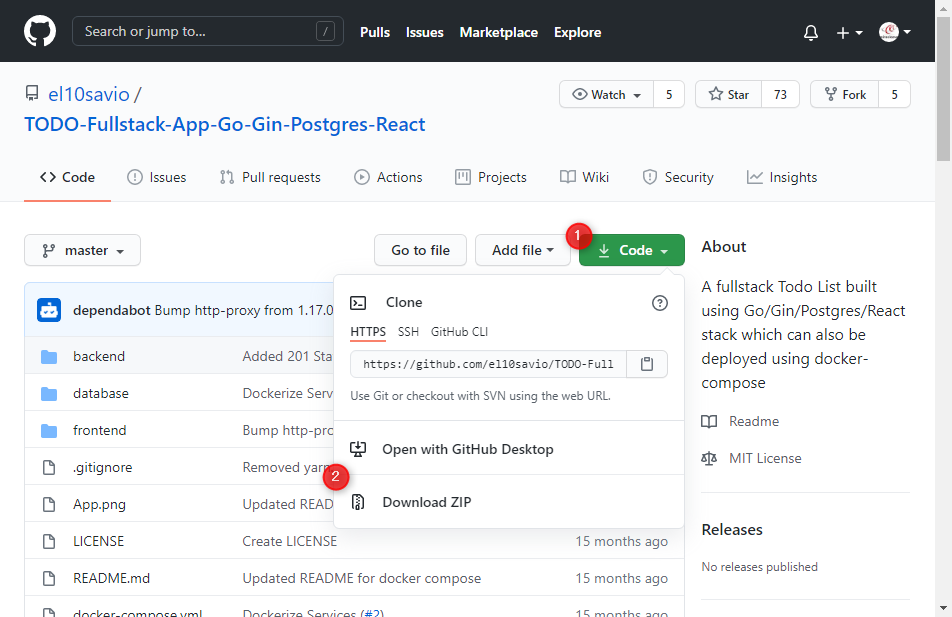 Search or jump to... /
Pulls Issues Marketplace Explore
el10savio /
TODO-Fullstack-App-Go-Gin-Postgres-React
Watch 5
Star 73
Fork 5
Code Issues Pull requests Actions Projects Wiki Security Insights
master Go to file Add file 1 Code
dependabot Bump http-proxy from 1.17.0
backend Added 201 Sta
database Dockerize Serv
frontend Bump http-prox
.gitignore Removed yarn
App.png Updated READ
LICENSE Create LICENSE 15 months ago
README.md Updated README for docker compose 15 months ago
docker-compose.yml Dockerize Services (#2) 15 months ago
Clone ?
HTTPS SSH GitHub CLI
https://github.com/el10savio/TODO-Full
Use Git or checkout with SVN using the web URL.
Open with GitHub Desktop
2
Download ZIP
About
A fullstack Todo List built
using Go/Gin/Postgres/React
stack which can also be
deployed using docker-
compose
Readme
MIT License
Releases
No releases published